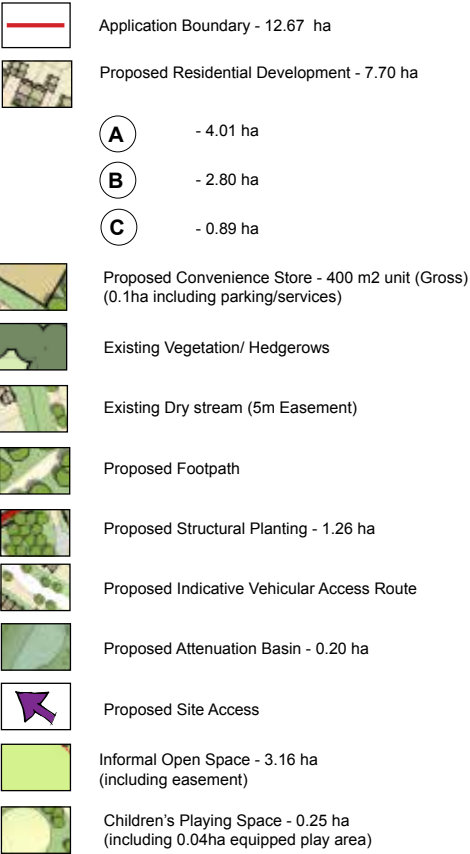 Application Boundary - 12.67 ha
Proposed Residential Development - 7.70 ha
A - 4.01 ha
B - 2.80 ha
C - 0.89 ha
Proposed Convenience Store - 400 m2 unit (Gross)
(0.1ha including parking/services)
Existing Vegetation/ Hedgerows
Existing Dry stream (5m Easement)
Proposed Footpath
Proposed Structural Planting - 1.26 ha
Proposed Indicative Vehicular Access Route
Proposed Attenuation Basin - 0.20 ha
Proposed Site Access
Informal Open Space - 3.16 ha
(including easement)
Children's Playing Space - 0.25 ha
(including 0.04ha equipped play area)